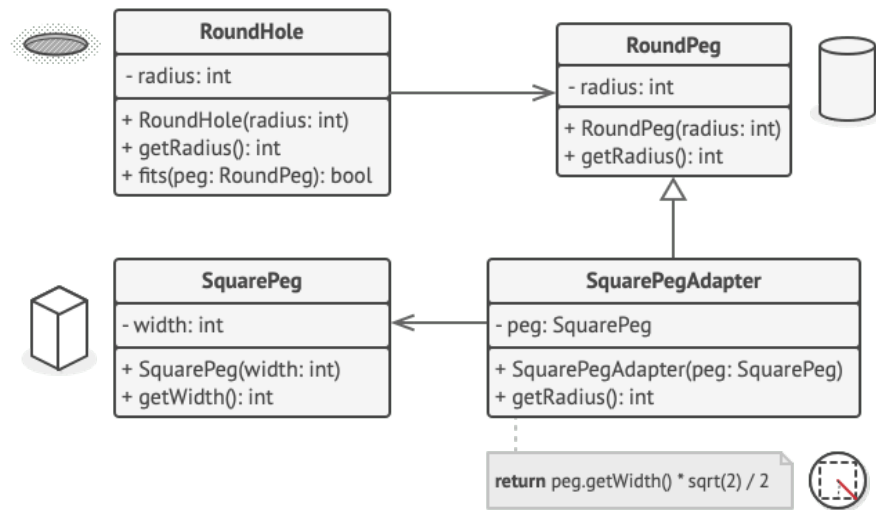 RoundHole
- radius: int
+ RoundHole(radius: int)
+ getRadius(): int
+ fits(peg: RoundPeg): bool
RoundPeg
- radius: int
+ RoundPeg(radius: int)
+ getRadius(): int
SquarePeg
- width: int
+ SquarePeg(width: int)
+ getWidth(): int
SquarePegAdapter
- peg: SquarePeg
+ SquarePegAdapter(peg: SquarePeg)
+ getRadius(): int
return peg.getWidth() * sqrt(2) / 2